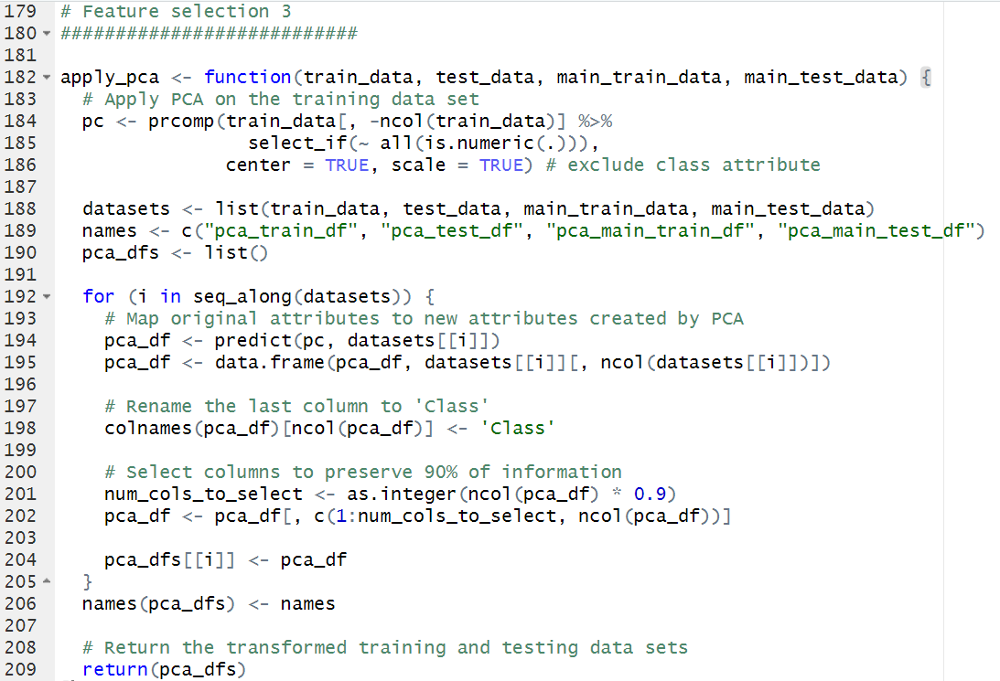 179 # Feature selection 3
180 ###########################
181
182 apply_pca <- function(train_data, test_data, main_train_data, main_test_data) {
183   # Apply PCA on the training data set
184   pc <- prcomp(train_data[, -ncol(train_data)] %>%
185                  select_if(~ all(is.numeric(.))),
186                center = TRUE, scale = TRUE) # exclude class attribute
187
188   datasets <- list(train_data, test_data, main_train_data, main_test_data)
189   names <- c("pca_train_df", "pca_test_df", "pca_main_train_df", "pca_main_test_df")
190   pca_dfs <- list()
191
192   for (i in seq_along(datasets)) {
193     # Map original attributes to new attributes created by PCA
194     pca_df <- predict(pc, datasets[[i]])
195     pca_df <- data.frame(pca_df, datasets[[i]][, ncol(datasets[[i]])])
196
197     # Rename the last column to 'Class'
198     colnames(pca_df)[ncol(pca_df)] <- 'Class'
199
200     # Select columns to preserve 90% of information
201     num_cols_to_select <- as.integer(ncol(pca_df) * 0.9)
202     pca_df <- pca_df[, c(1:num_cols_to_select, ncol(pca_df))]
203
204     pca_dfs[[i]] <- pca_df
205   }
206   names(pca_dfs) <- names
207
208   # Return the transformed training and testing data sets
209   return(pca_dfs)